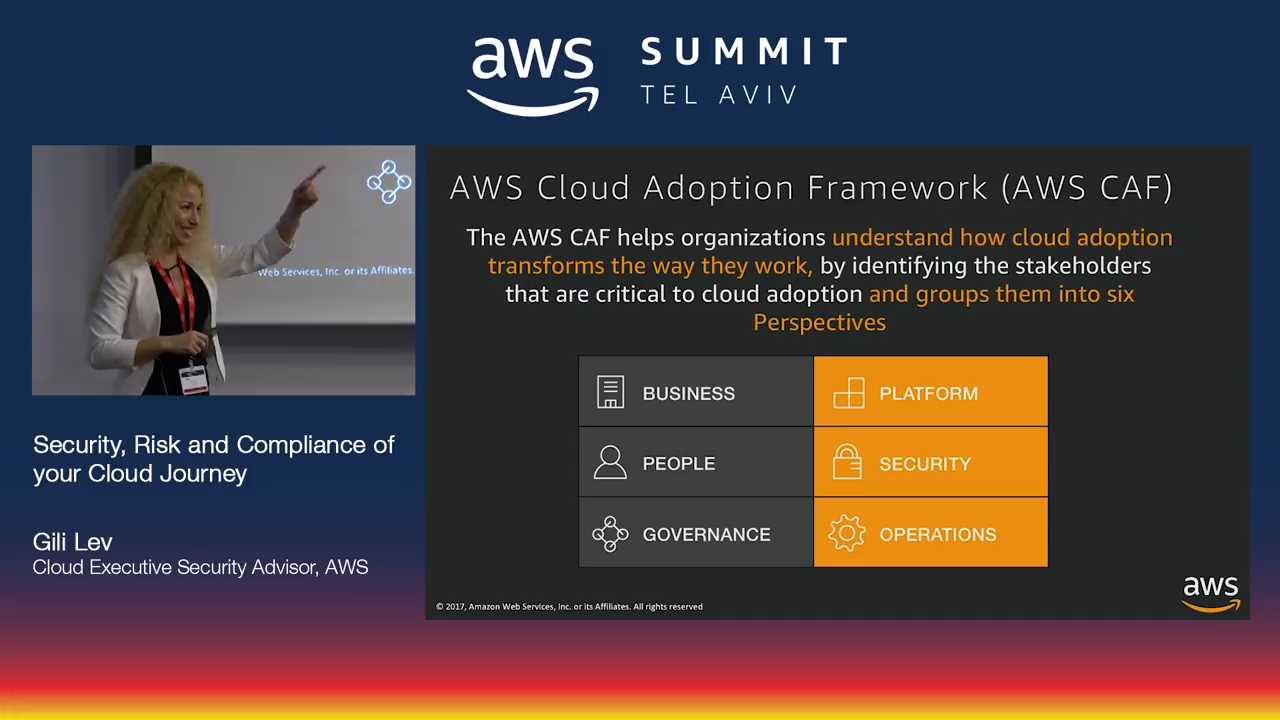 aws
SUMMIT
TEL AVIV
Web Services, Inc. or its Affiliates.
Security, Risk and Compliance of
your Cloud Journey
Gili Lev
Cloud Executive Security Advisor, AWS
AWS Cloud Adoption Framework (AWS CAF)
The AWS CAF helps organizations understand how cloud adoption
transforms the way they work, by identifying the stakeholders
that are critical to cloud adoption and groups them into six
Perspectives
BUSINESS
PLATFORM
PEOPLE
SECURITY
GOVERNANCE
OPERATIONS
© 2017, Amazon Web Services, Inc. or its Affiliates. All rights reserved
aws